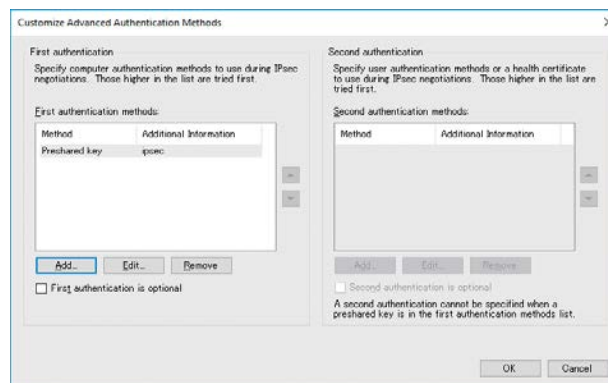 Customize Advanced Authentication Methods
First authentication
Specify computer authentication methods to use during IPsec
negotiations. Those higher in the list are tried first.
First authentication methods:
Method Additional Information
Preshared key ipsec
Add... Edit... Remove
First authentication is optional
Second authentication
Specify user authentication methods or a health certificate
to use during IPsec negotiations. Those higher in the list are
tried first.
Second authentication methods:
Method Additional Information
Add... Edit... Remove
Second authentication is optional
A second authentication cannot be specified when a
preshared key is in the first authentication methods list.
OK Cancel